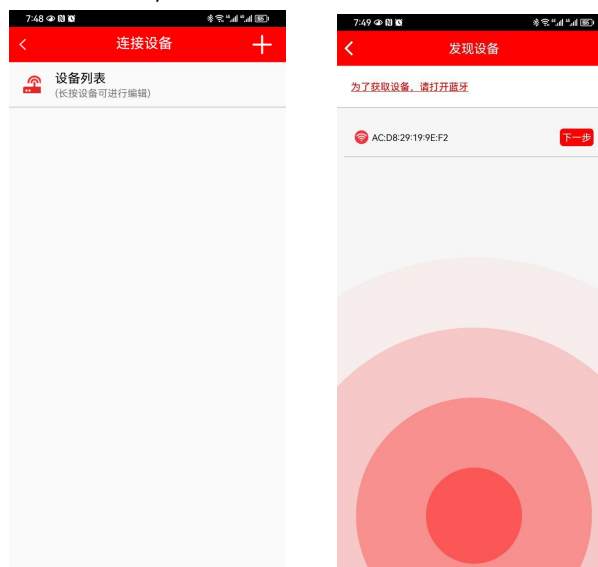 7:48
连接设备
设备列表
(长按设备可进行编辑)
7:49
发现设备
为了获取设备，请打开蓝牙
AC:D8:29:19:9E:F2
下一步